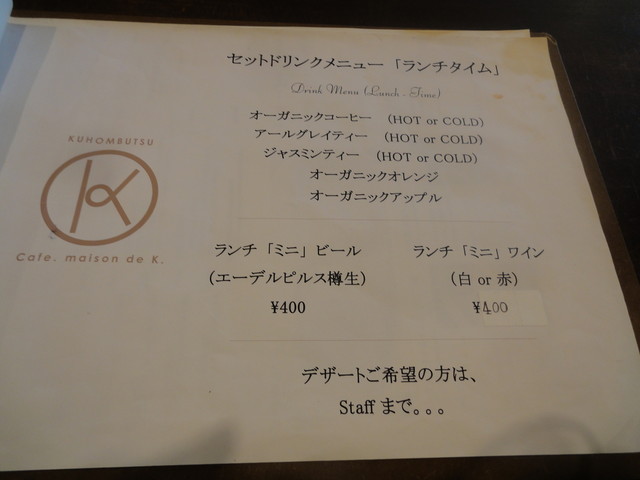 セットドリンクメニュー「ランチタイム」
Drink Menu (Lunch - Time)
オーガニックコーヒー (HOT or COLD)
アールグレイティー (HOT or COLD)
ジャスミンティー (HOT or COLD)
オーガニックオレンジ
オーガニックアップル
KUHOMBUTSU
K
Cafe. maison de K.
ランチ「ミニ」ビール
(エーデルピルス樽生)
¥400
ランチ「ミニ」ワイン
(白 or 赤)
¥400
デザートご希望の方は、
Staff まで。。。